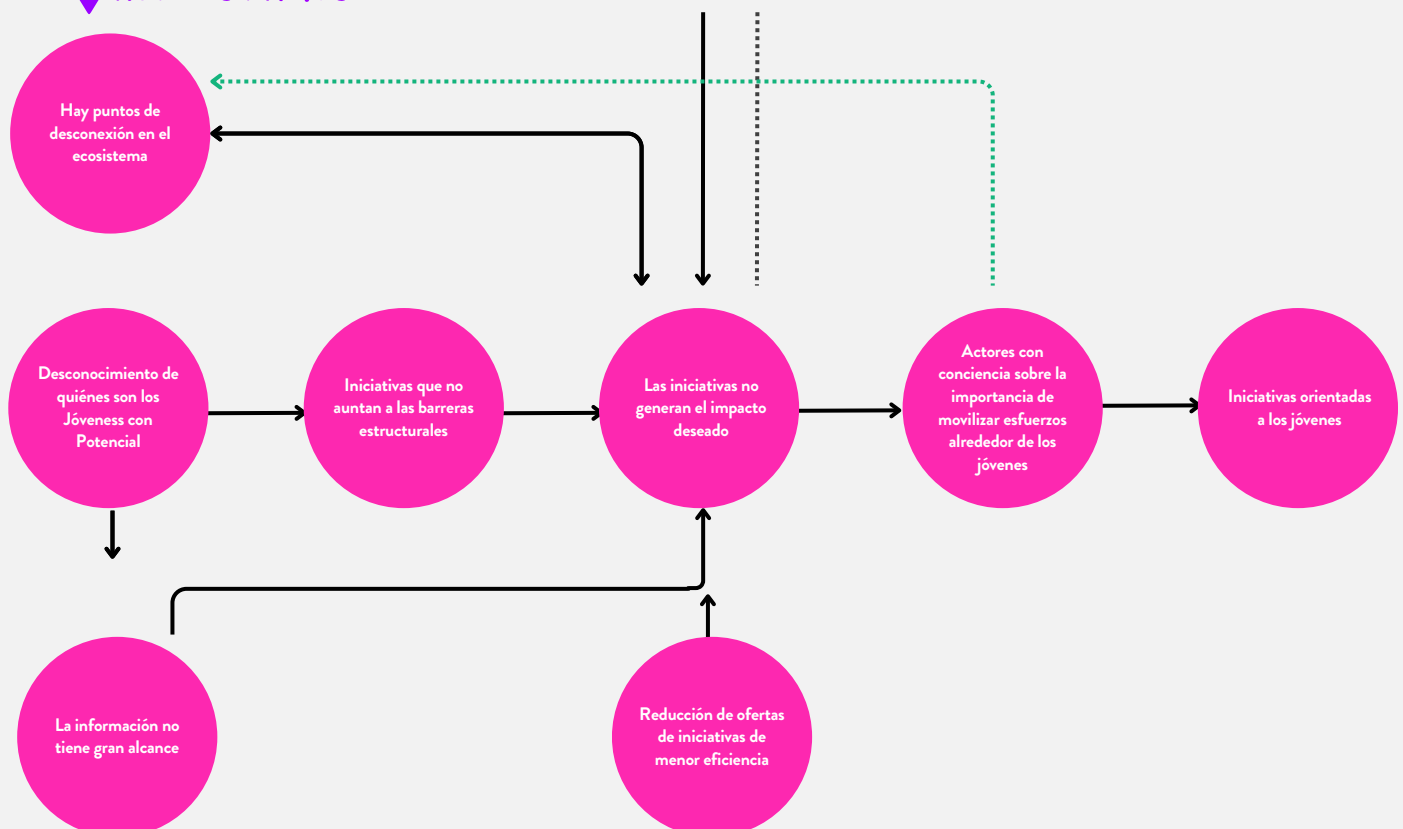 Hay puntos de
desconexión en el
ecosistema
Desconocimiento de
quiénes son los
Jóveness con
Potencial
Iniciativas que no
auntan a las barreras
estructurales
Las iniciativas no
generan el impacto
deseado
Actores con
conciencia sobre la
importancia de
movilizar esfuerzos
alrededor de los
jóvenes
Iniciativas orientadas
a los jóvenes
La información no
tiene gran alcance
Reducción de ofertas
de iniciativas de
menor eficiencia